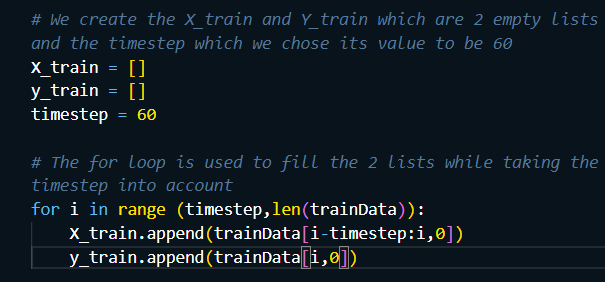 # We create the X_train and Y_train which are 2 empty lists
and the timestep which we chose its value to be 60
X_train = []
y_train = []
timestep = 60
# The for loop is used to fill the 2 lists while taking the
timestep into account
for i in range (timestep,len(trainData)):
    X_train.append(trainData[i-timestep:i,0])
    y_train.append(trainData[i,0])